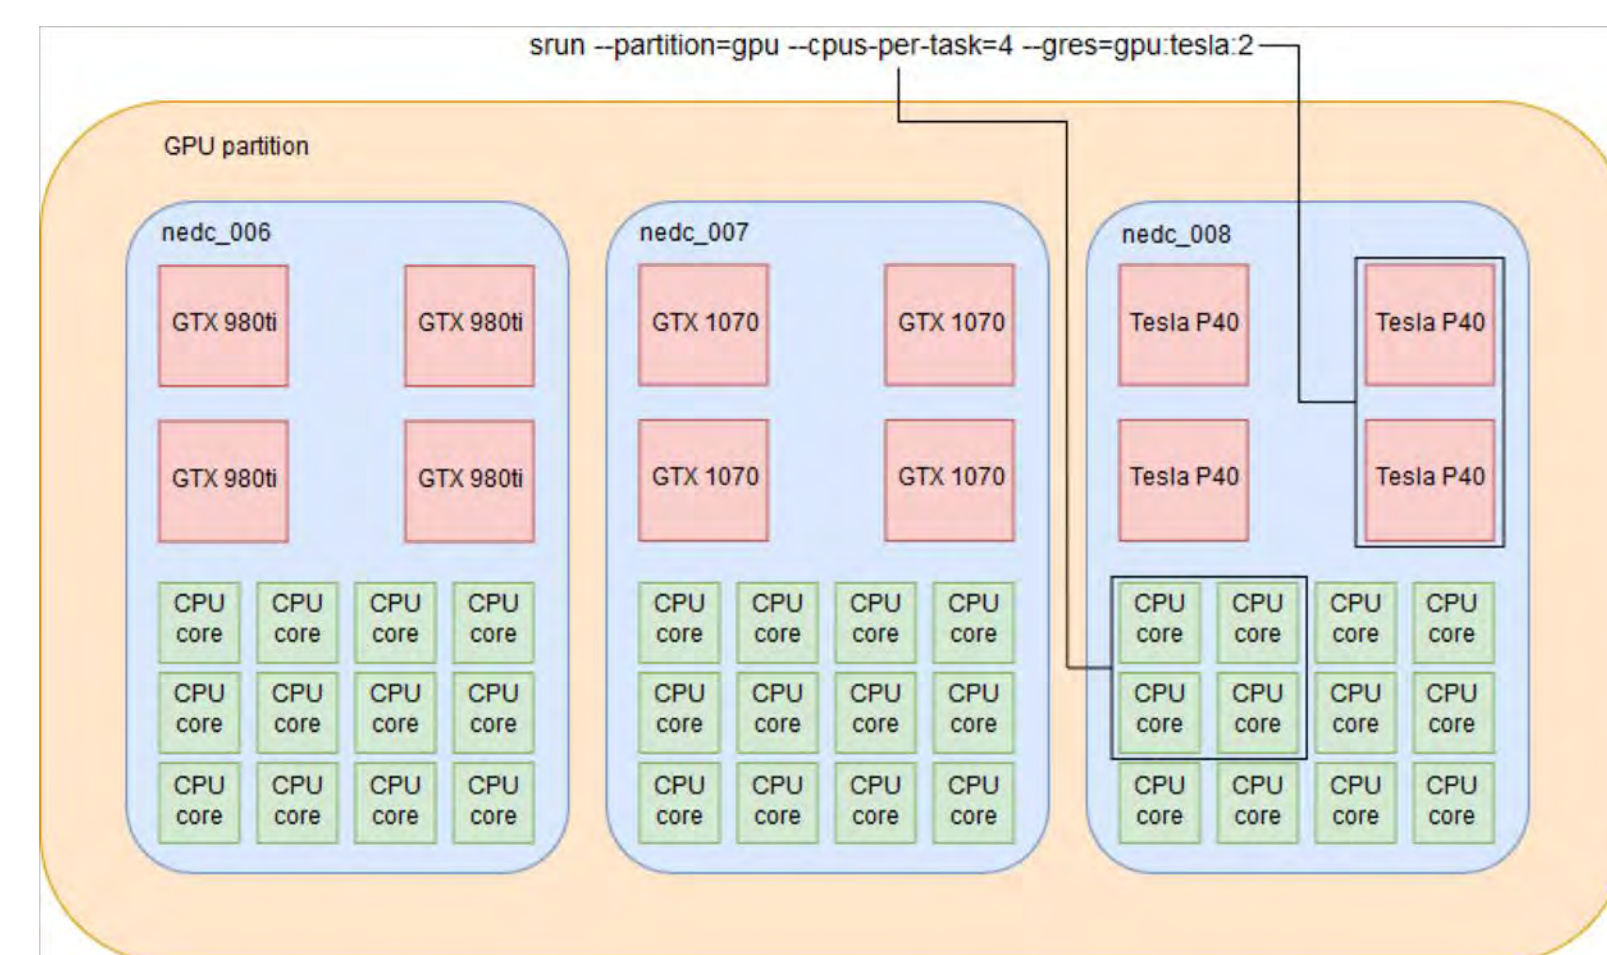 srun --partition=gpu --cpus-per-task=4 --gres=gpu:tesla:2
GPU partition
nedc_006
GTX 980ti
GTX 980ti
GTX 980ti
GTX 980ti
CPU core
CPU core
CPU core
CPU core
CPU core
CPU core
CPU core
CPU core
CPU core
CPU core
CPU core
CPU core
nedc_007
GTX 1070
GTX 1070
GTX 1070
GTX 1070
CPU core
CPU core
CPU core
CPU core
CPU core
CPU core
CPU core
CPU core
CPU core
CPU core
CPU core
CPU core
nedc_008
Tesla P40
Tesla P40
Tesla P40
Tesla P40
CPU core
CPU core
CPU core
CPU core
CPU core
CPU core
CPU core
CPU core
CPU core
CPU core
CPU core
CPU core